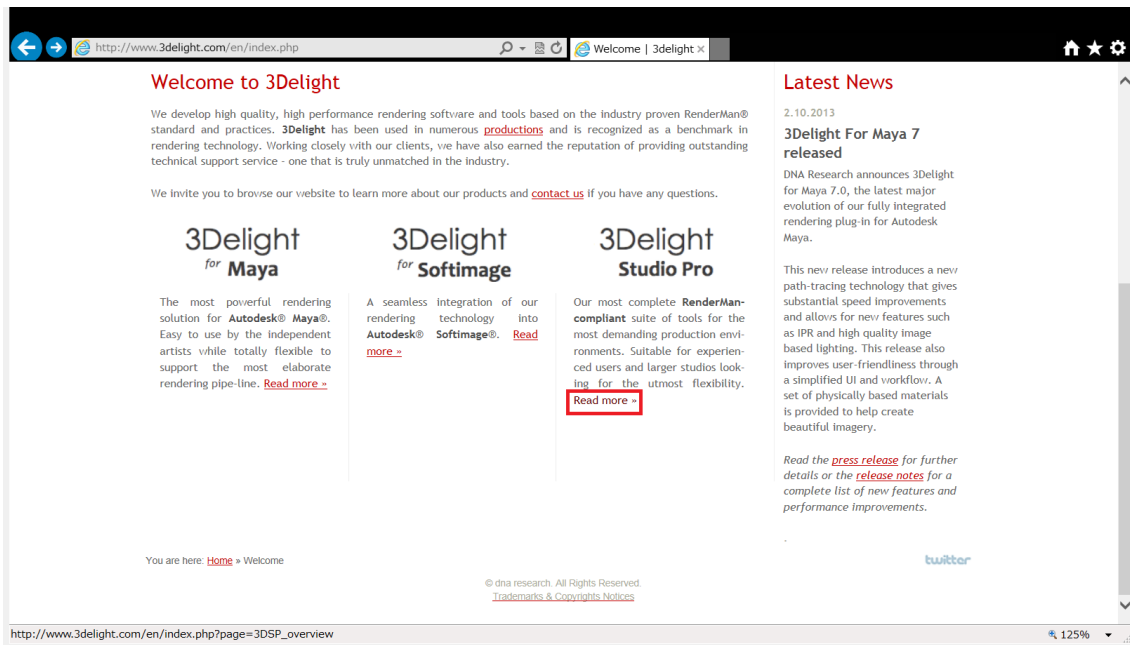 http://www.3delight.com/en/index.php
Welcome | 3delight
Welcome to 3Delight
We develop high quality, high performance rendering software and tools based on the industry proven RenderMan®
standard and practices. 3Delight has been used in numerous productions and is recognized as a benchmark in
rendering technology. Working closely with our clients, we have also earned the reputation of providing outstanding
technical support service - one that is truly unmatched in the industry.
We invite you to browse our website to learn more about our products and contact us if you have any questions.
3Delight
for Maya
The most powerful rendering
solution for Autodesk® Maya®.
Easy to use by the independent
artists while totally flexible to
support the most elaborate
rendering pipe-line. Read more »
3Delight
for Softimage
A seamless integration of our
rendering technology into
Autodesk® Softimage®. Read
more »
3Delight
Studio Pro
Our most complete RenderMan-
compliant suite of tools for the
most demanding production envi-
ronments. Suitable for experien-
ced users and larger studios look-
ing for the utmost flexibility.
Read more »
Latest News
2.10.2013
3Delight For Maya 7
released
DNA Research announces 3Delight
for Maya 7.0, the latest major
evolution of our fully integrated
rendering plug-in for Autodesk
Maya.
This new release introduces a new
path-tracing technology that gives
substantial speed improvements
and allows for new features such
as IPR and high quality image
based lighting. This release also
improves user-friendliness through
a simplified UI and workflow. A
set of physically based materials
is provided to help create
beautiful imagery.
Read the press release for further
details or the release notes for a
complete list of new features and
performance improvements.
.
You are here: Home » Welcome
twitter
© dna research. All Rights Reserved.
Trademarks & Copyrights Notices
http://www.3delight.com/en/index.php?page=3DSP_overview
125%